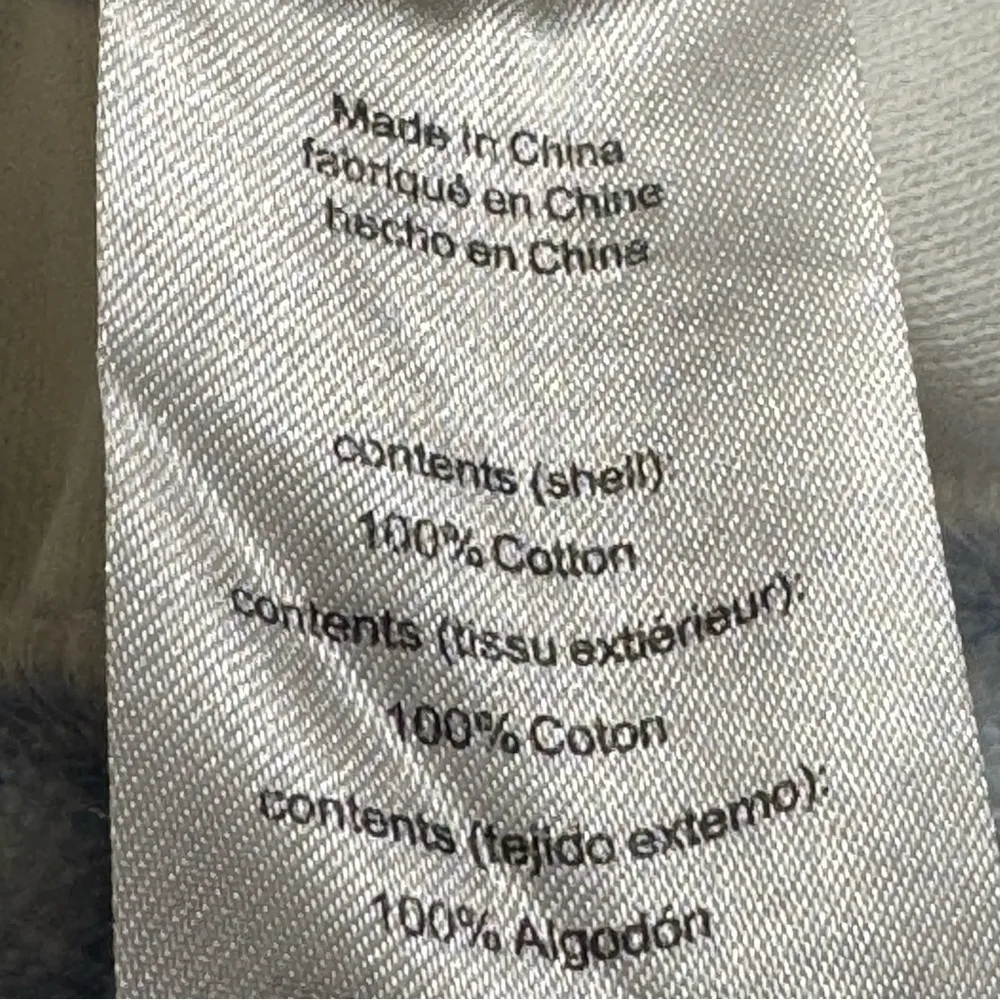 Made in China
fabriqué en Chine
hecho en China
contents (shell)
100% Cotton
contents (tissu extiérieur):
100% Coton
contents (tejido externo):
100% Algodón